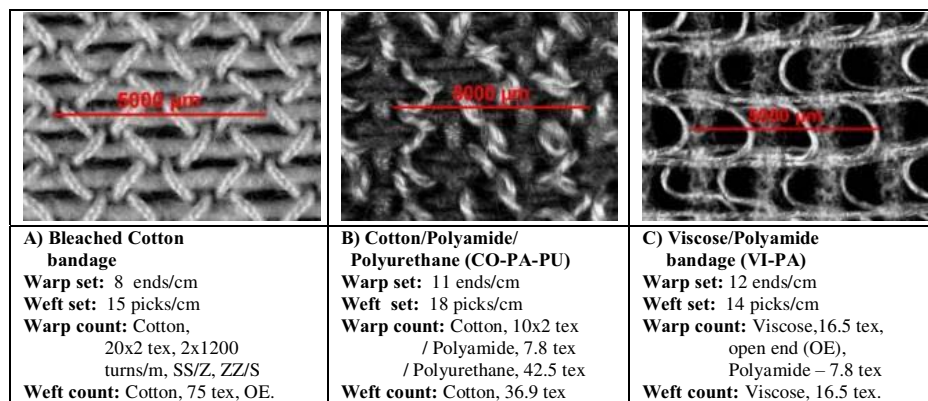 5000 µm
5000 µm
5000 µm
A) Bleached Cotton
bandage
Warp set: 8 ends/cm
Weft set: 15 picks/cm
Warp count: Cotton,
20x2 tex, 2x1200
turns/m, SS/Z, ZZ/S
Weft count: Cotton, 75 tex, OE.
B) Cotton/Polyamide/
Polyurethane (CO-PA-PU)
Warp set: 11 ends/cm
Weft set: 18 picks/cm
Warp count: Cotton, 10x2 tex
/ Polyamide, 7.8 tex
/ Polyurethane, 42.5 tex
Weft count: Cotton, 36.9 tex
C) Viscose/Polyamide
bandage (VI-PA)
Warp set: 12 ends/cm
Weft set: 14 picks/cm
Warp count: Viscose,16.5 tex,
open end (OE),
Polyamide – 7.8 tex
Weft count: Viscose, 16.5 tex.